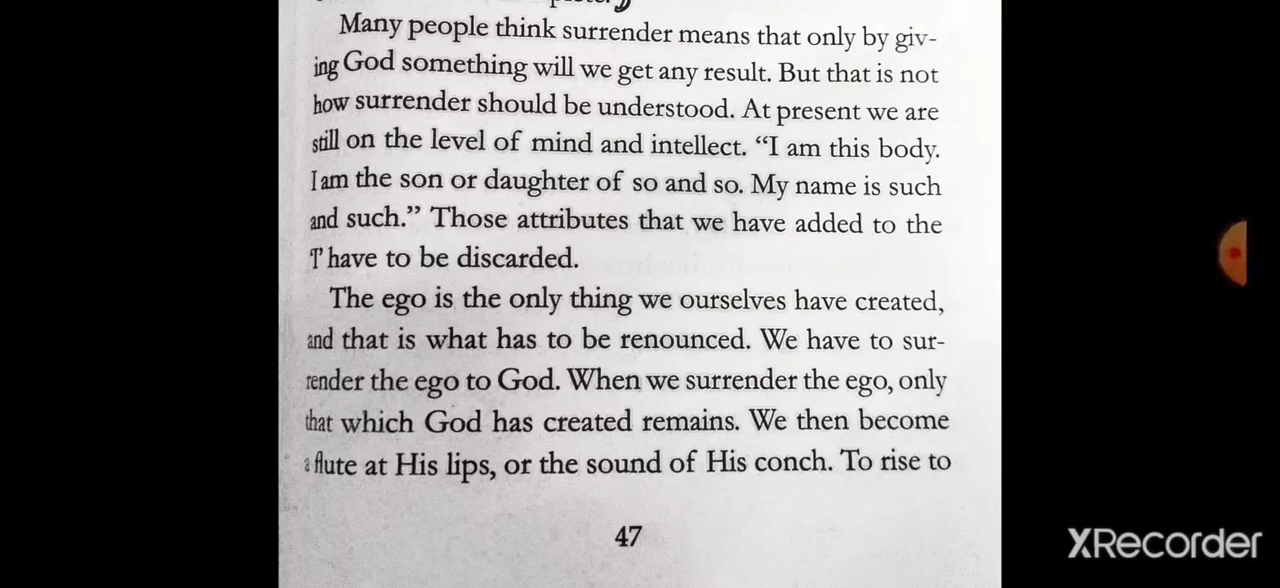 Many people think surrender means that only by giv-
ing God something will we get any result. But that is not
how surrender should be understood. At present we are
still on the level of mind and intellect. “I am this body.
I am the son or daughter of so and so. My name is such
and such.” Those attributes that we have added to the
'I' have to be discarded.
The ego is the only thing we ourselves have created,
and that is what has to be renounced. We have to sur-
render the ego to God. When we surrender the ego, only
that which God has created remains. We then become
a flute at His lips, or the sound of His conch. To rise to
47
XRecorder